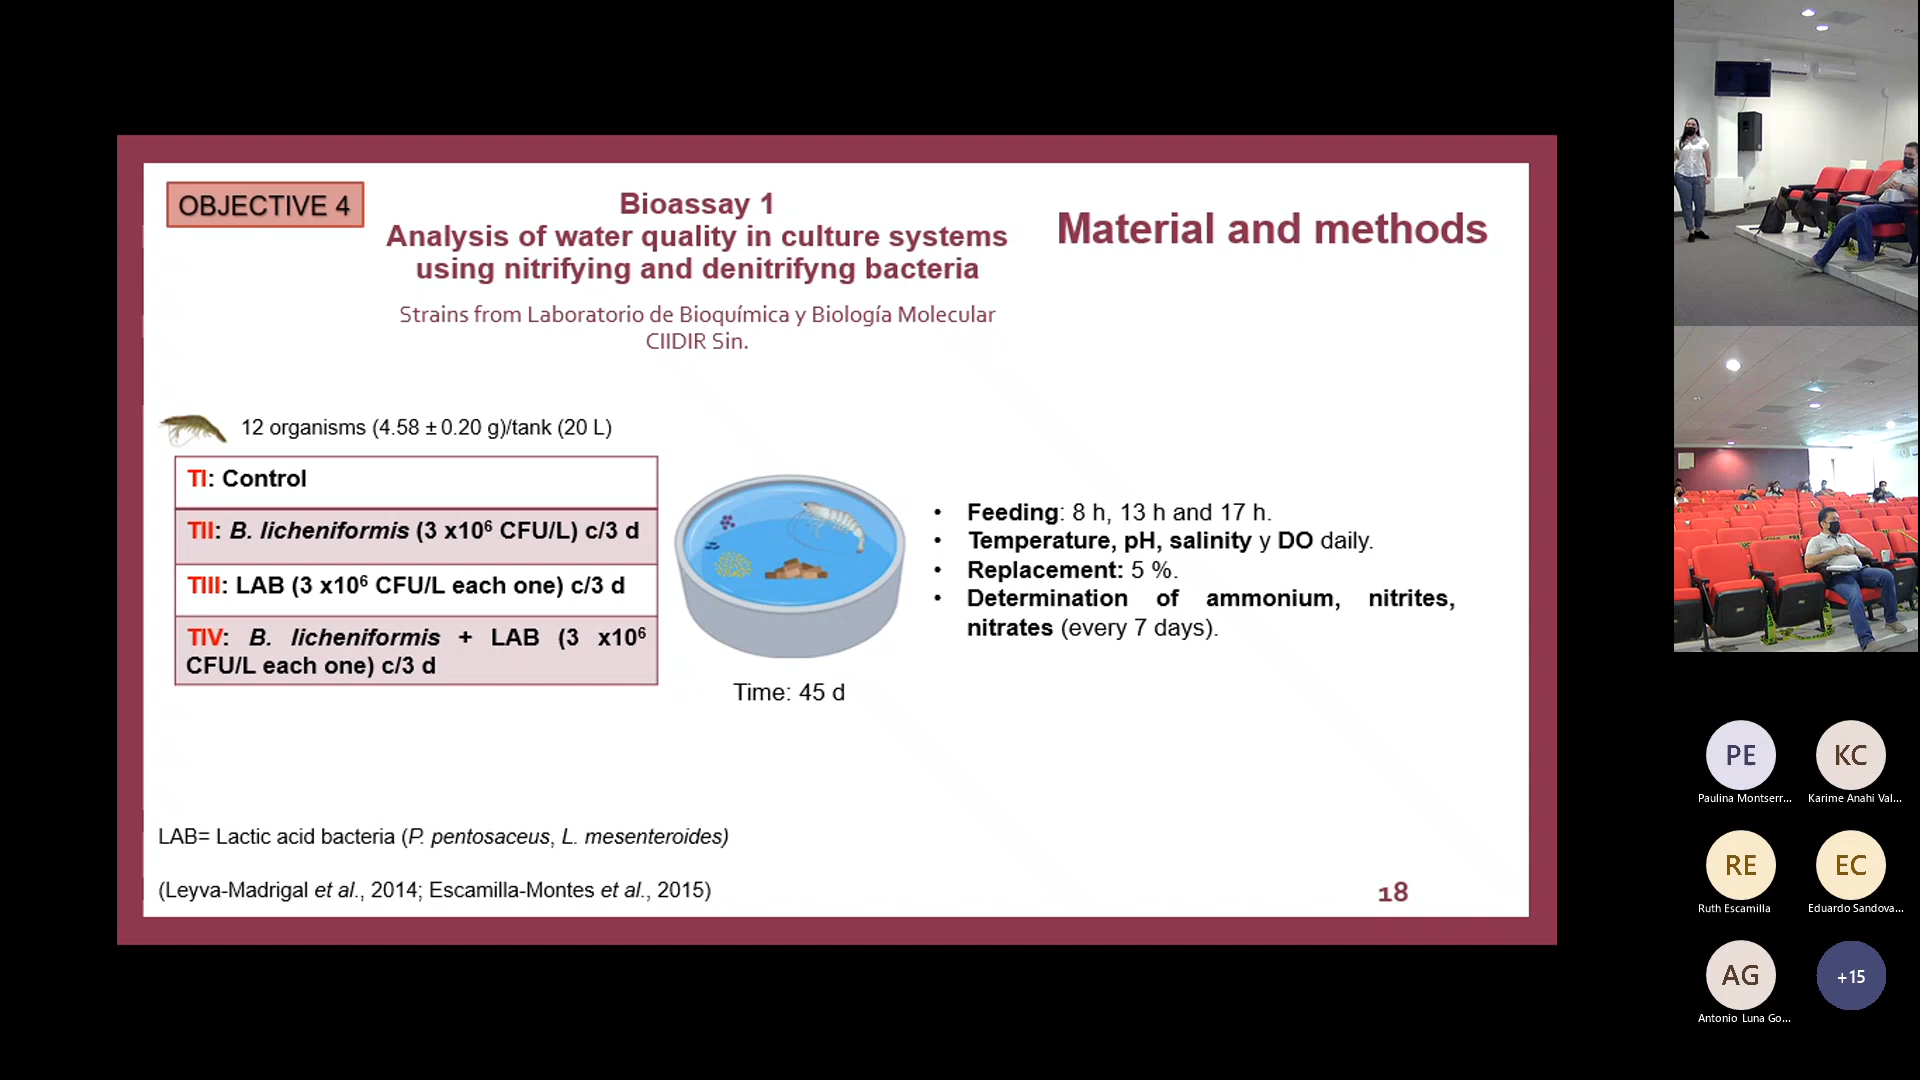 OBJECTIVE 4
Bioassay 1
Analysis of water quality in culture systems
using nitrifying and denitrifyng bacteria
Material and methods
Strains from Laboratorio de Bioquímica y Biología Molecular
CIIDIR Sin.
12 organisms (4.58 ± 0.20 g)/tank (20 L)
TI: Control
TII: B. licheniformis (3 x10⁶ CFU/L) c/3 d
TIII: LAB (3 x10⁶ CFU/L each one) c/3 d
TIV: B. licheniformis + LAB (3 x10⁶
CFU/L each one) c/3 d
Time: 45 d
• Feeding: 8 h, 13 h and 17 h.
• Temperature, pH, salinity y DO daily.
• Replacement: 5 %.
• Determination of ammonium, nitrites,
nitrates (every 7 days).
LAB= Lactic acid bacteria (P. pentosaceus, L. mesenteroides)
(Leyva-Madrigal et al., 2014; Escamilla-Montes et al., 2015)
18
PE
Paulina Montserr...
KC
Karime Anahi Val...
RE
Ruth Escamilla
EC
Eduardo Sandova...
AG
Antonio Luna Go...
+15